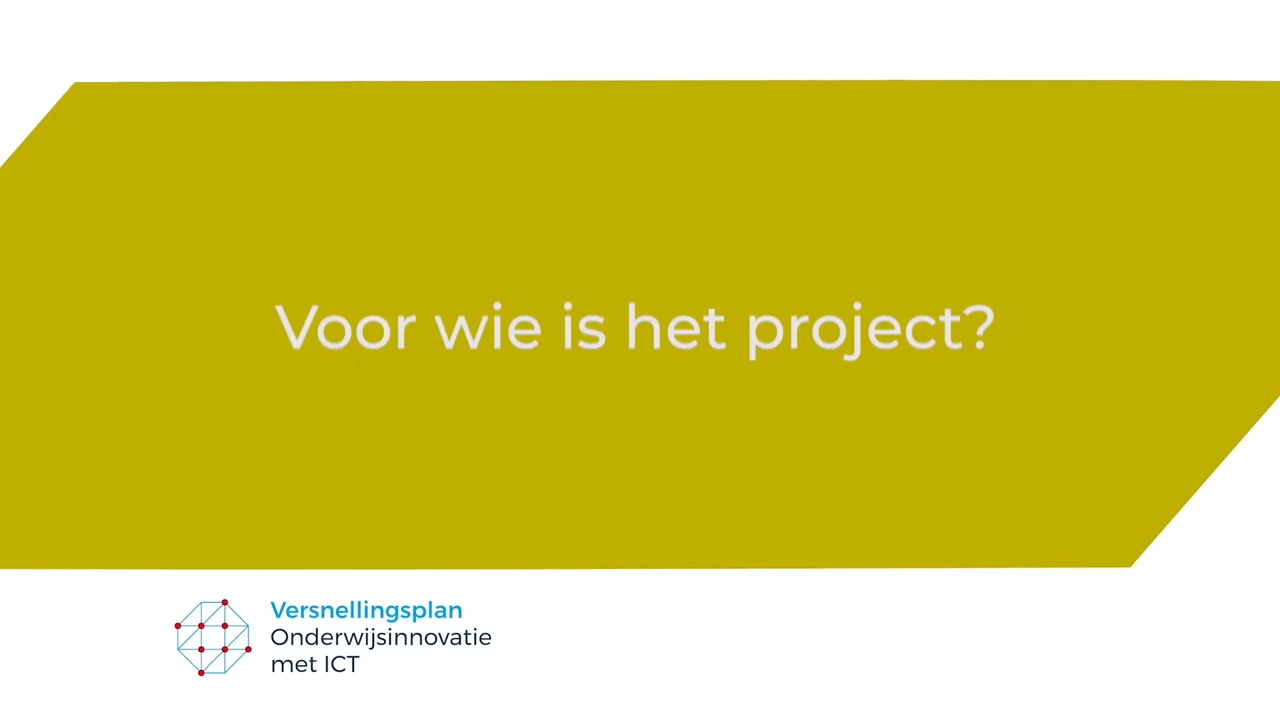 Voor wie is het project?
Versnellingsplan
Onderwijsinnovatie
met ICT